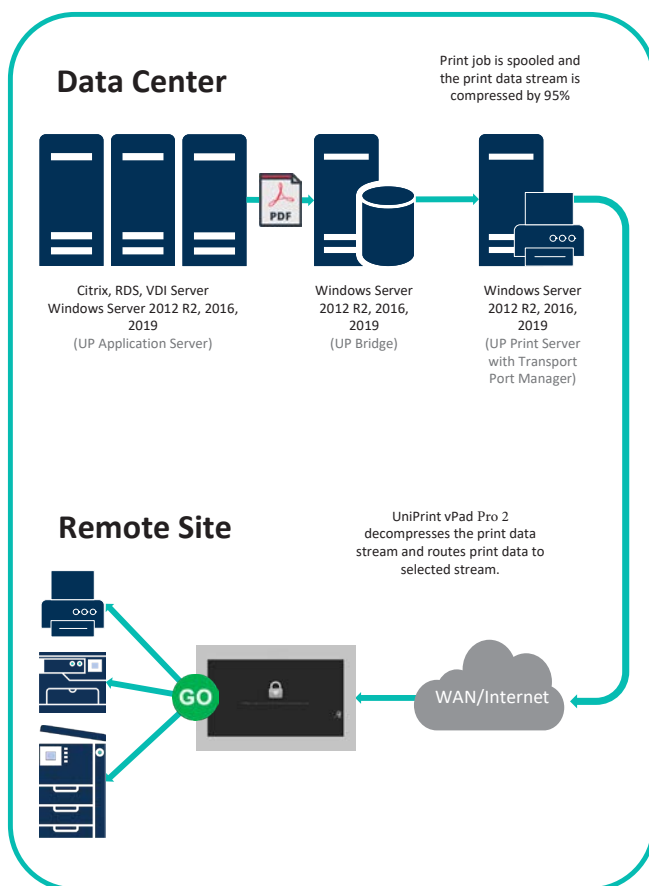 Data Center
Print job is spooled and
the print data stream is
compressed by 95%
PDF
Citrix, RDS, VDI Server
Windows Server 2012 R2, 2016,
2019
(UP Application Server)
Windows Server
2012 R2, 2016,
2019
(UP Bridge)
Windows Server
2012 R2, 2016,
2019
(UP Print Server
with Transport
Port Manager)
Remote Site
UniPrint vPad Pro 2
decompresses the print data
stream and routes print data to
selected stream.
GO
WAN/Internet